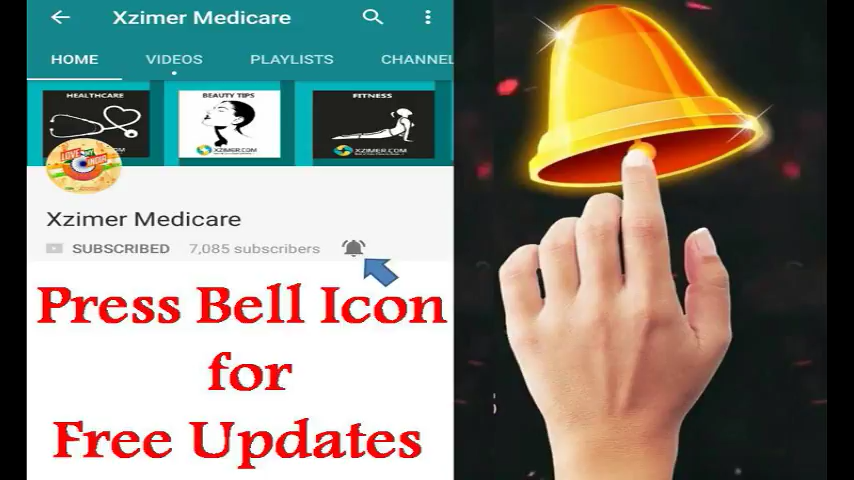 Xzimer Medicare
HOME VIDEOS PLAYLISTS CHANNEL
HEALTHCARE BEAUTY TIPS FITNESS
XZIMER.COM XZIMER.COM
Xzimer Medicare
SUBSCRIBED 7,085 subscribers
Press Bell Icon
for
Free Updates